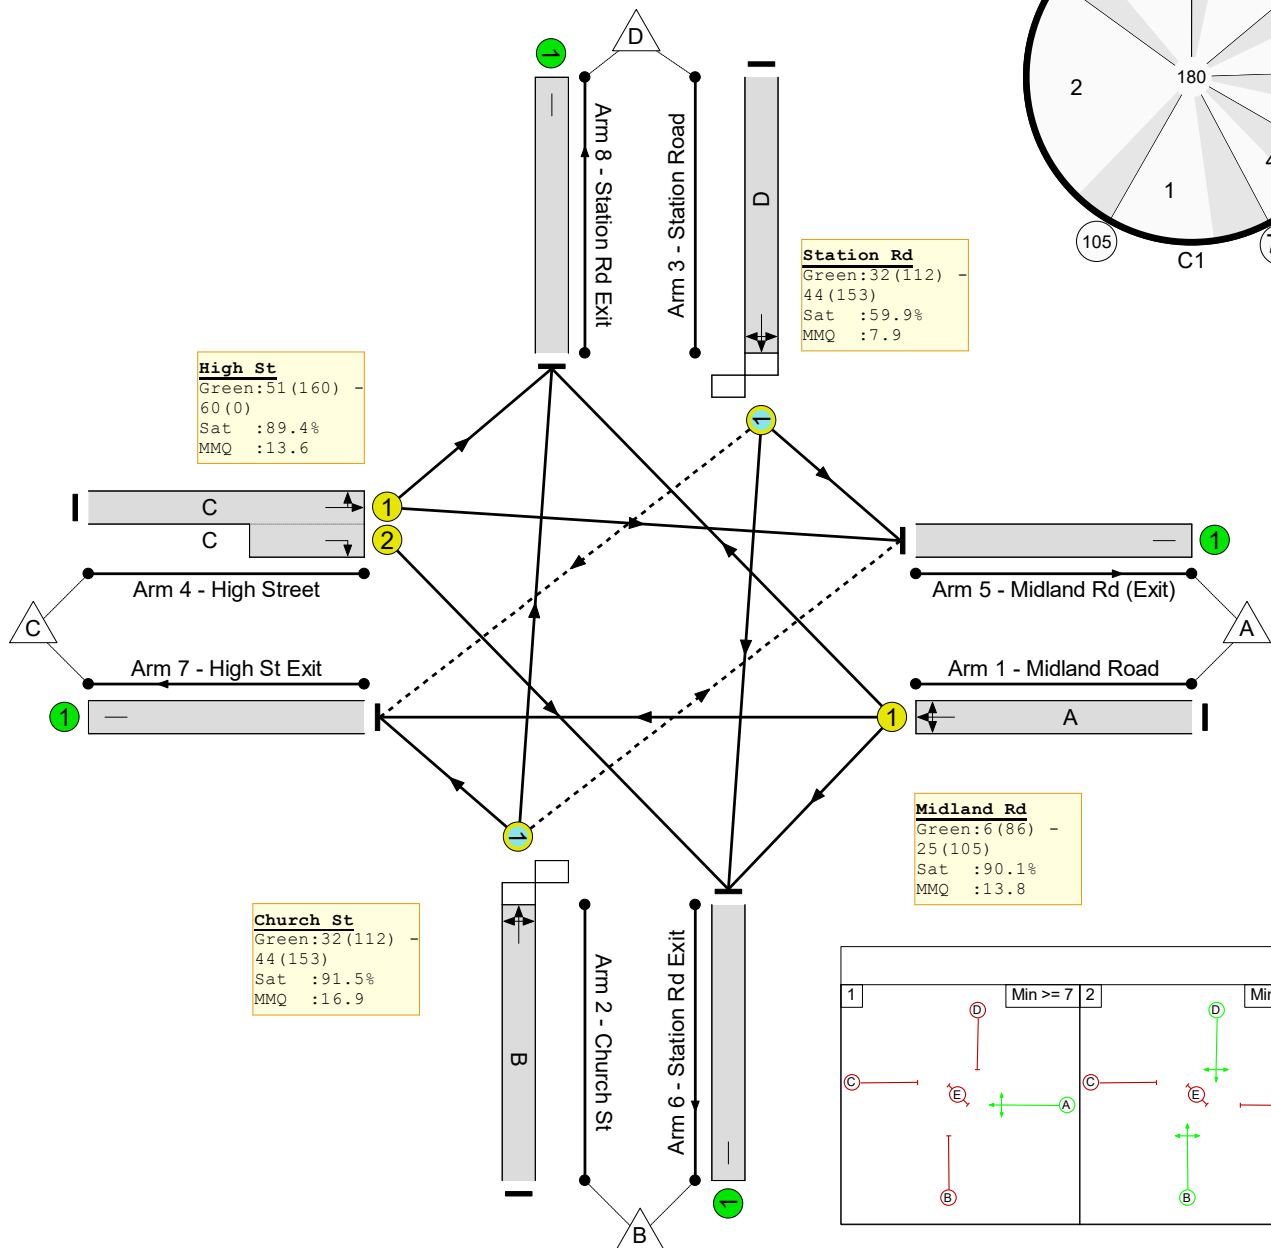 D
1
180
2
1
105
C1
Arm 8 - Station Rd Exit
Arm 3 - Station Road
D
Station Rd
Green:32(112) -
44(153)
Sat :59.9%
MMQ :7.9
High St
Green:51(160) -
60(0)
Sat :89.4%
MMQ :13.6
1
C
1
C
2
1
Arm 4 - High Street
Arm 5 - Midland Rd (Exit)
C
A
Arm 7 - High St Exit
Arm 1 - Midland Road
1
1
A
Midland Rd
Green:6(86) -
25(105)
Sat :90.1%
MMQ :13.8
1
Church St
Green:32(112) -
44(153)
Sat :91.5%
MMQ :16.9
B
Arm 2 - Church St
Arm 6 - Station Rd Exit
1
B
1
Min >= 7
D
C
E
A
B
2
D
C
E
B